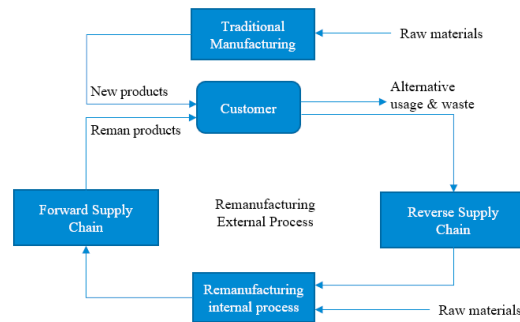 Traditional
Manufacturing
Raw materials
New products
Customer
Alternative
usage & waste
Reman products
Forward Supply
Chain
Remanufacturing
External Process
Reverse Supply
Chain
Remanufacturing
internal process
Raw materials